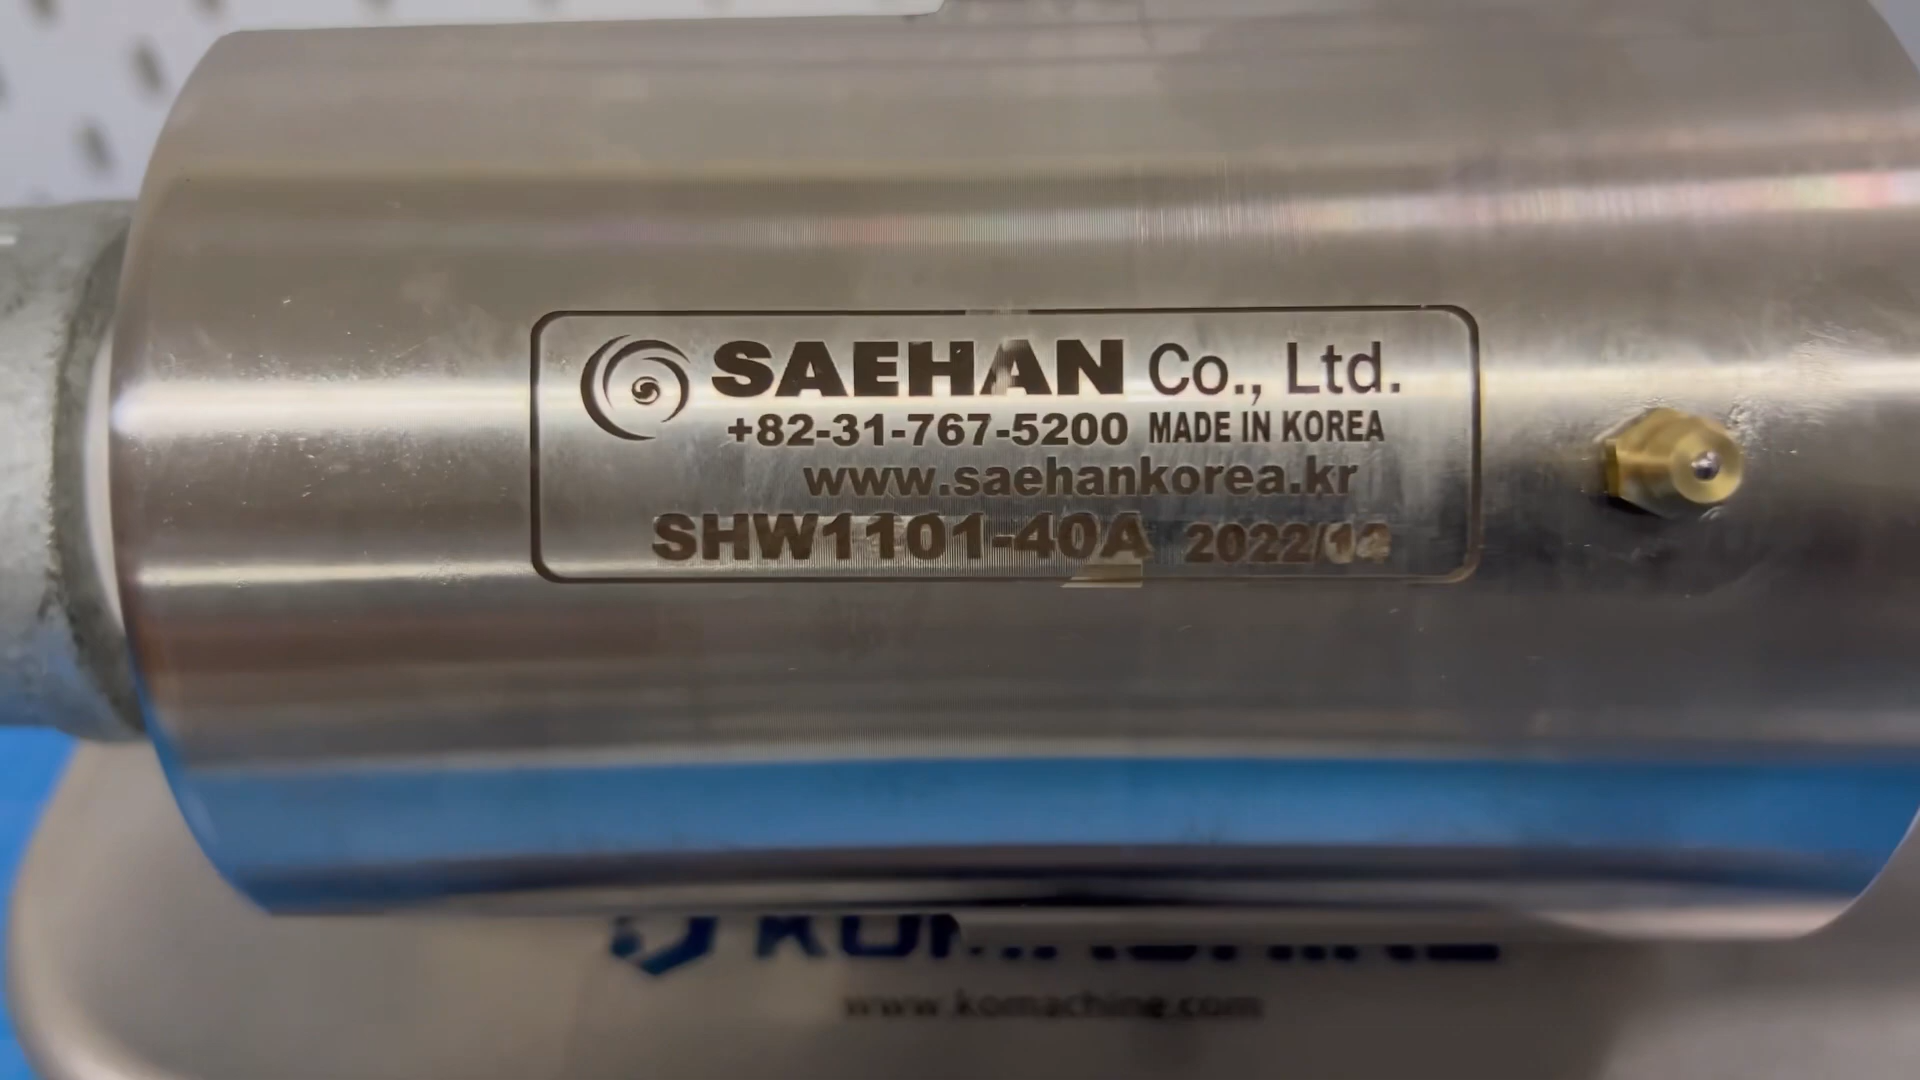 SAEHAN Co., Ltd.
+82-31-767-5200 MADE IN KOREA
www.saehankorea.kr
SHW1101-40A
www.komachine.com